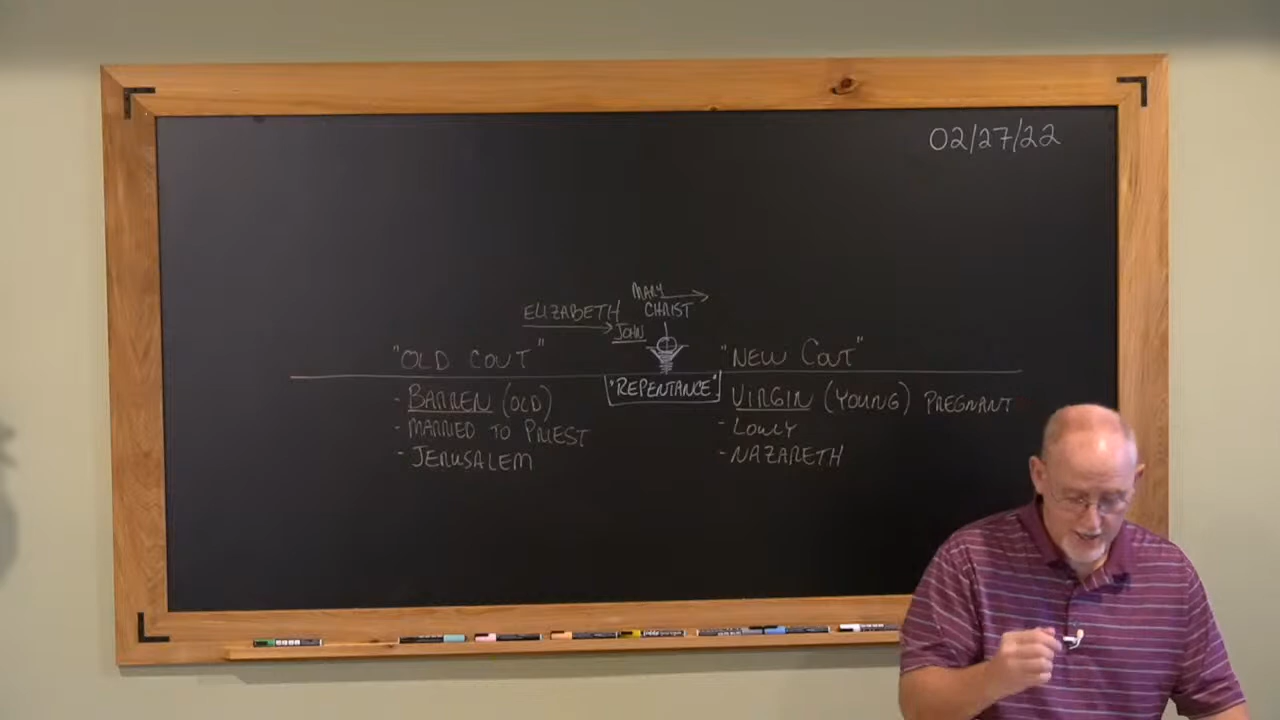 02/27/22
MARY
ELIZABETH
CHRIST
JOHN
"OLD COVT"
"NEW COVT"
"REPENTANCE"
- BARREN (OLD)
- MARRIED TO PRIEST
- JERUSALEM
VIRGIN (YOUNG) PREGNANT
- LOWLY
- NAZARETH